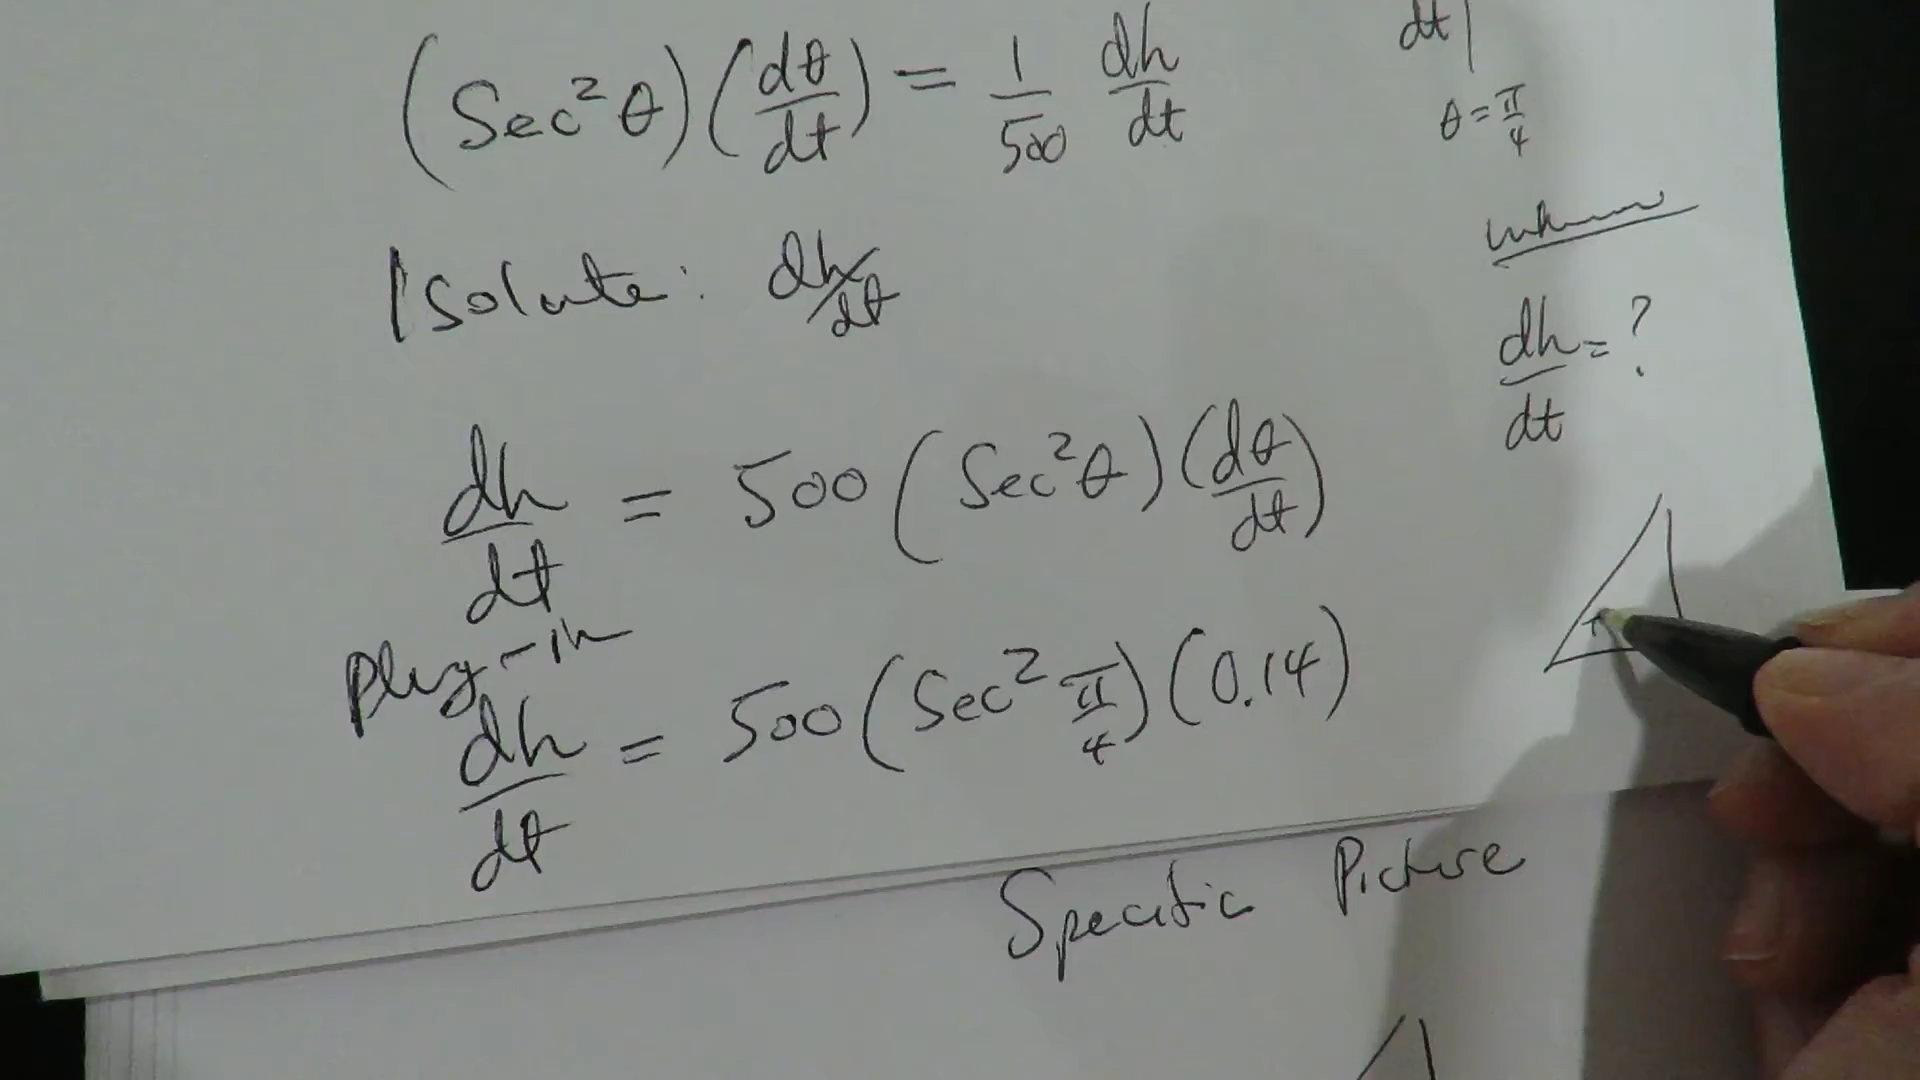 (Sec²θ)(dθ/dt) = 1/500 dh/dt
dt|
θ = π/4
Isolate: dh/dt
dh/dt = ?
dh/dt = 500 (Sec²θ)(dθ/dt)
Plug-in
dh/dt = 500 (Sec² π/4)(0.14)
Specific Picture